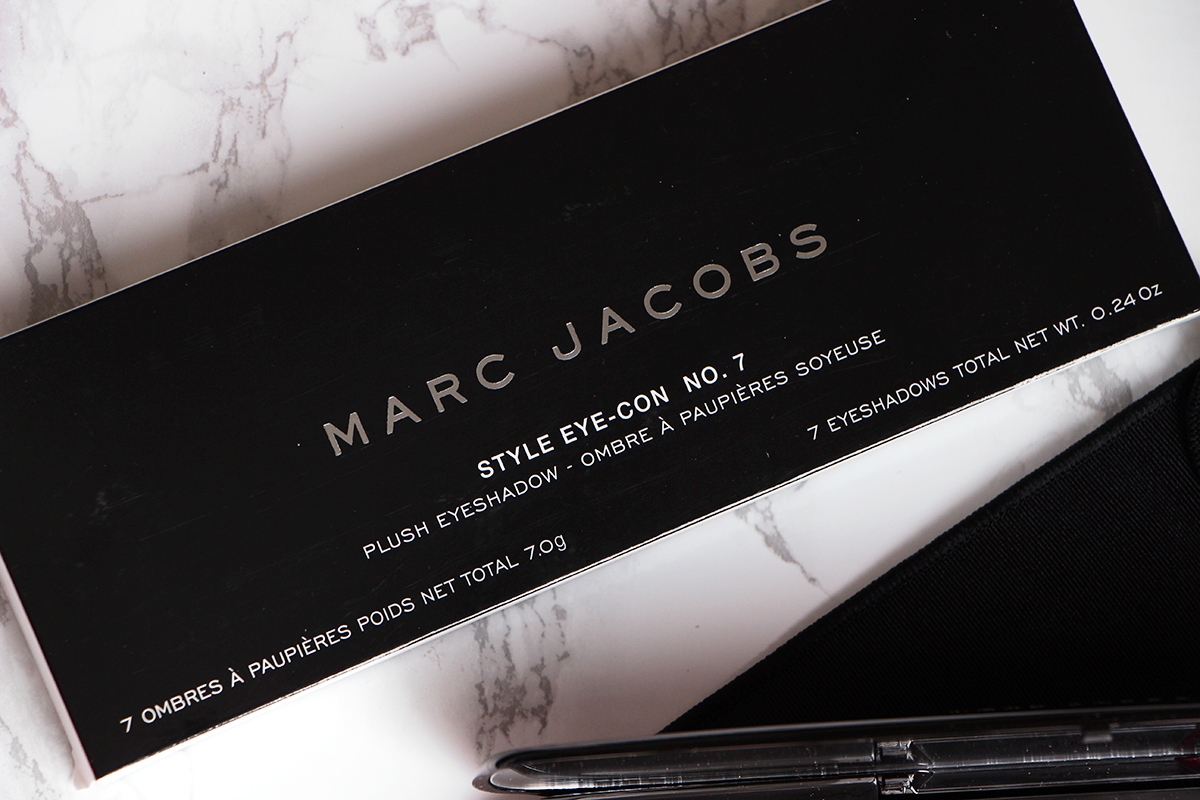 MARC JACOBS
STYLE EYE-CON NO. 7
PLUSH EYESHADOW - OMBRE À PAUPIÈRES SOYEUSE
7 OMBRES À PAUPIÈRES POIDS NET TOTAL 7.0g
7 EYESHADOWS TOTAL NET WT. 0.24 Oz